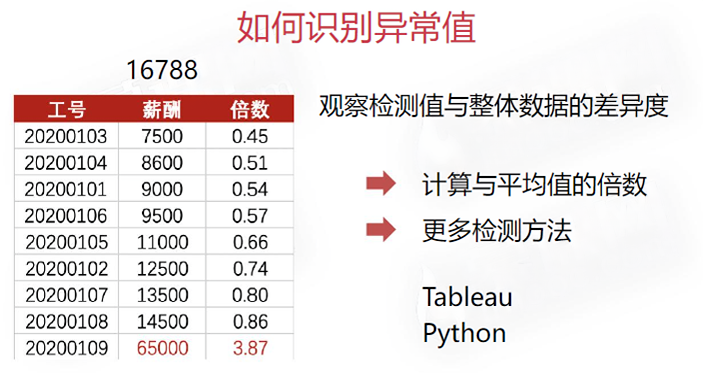 如何识别异常值
16788
工号 薪酬 倍数
20200103 7500 0.45
20200104 8600 0.51
20200101 9000 0.54
20200106 9500 0.57
20200105 11000 0.66
20200102 12500 0.74
20200107 13500 0.80
20200108 14500 0.86
20200109 65000 3.87
观察检测值与整体数据的差异度
计算与平均值的倍数
更多检测方法
Tableau
Python